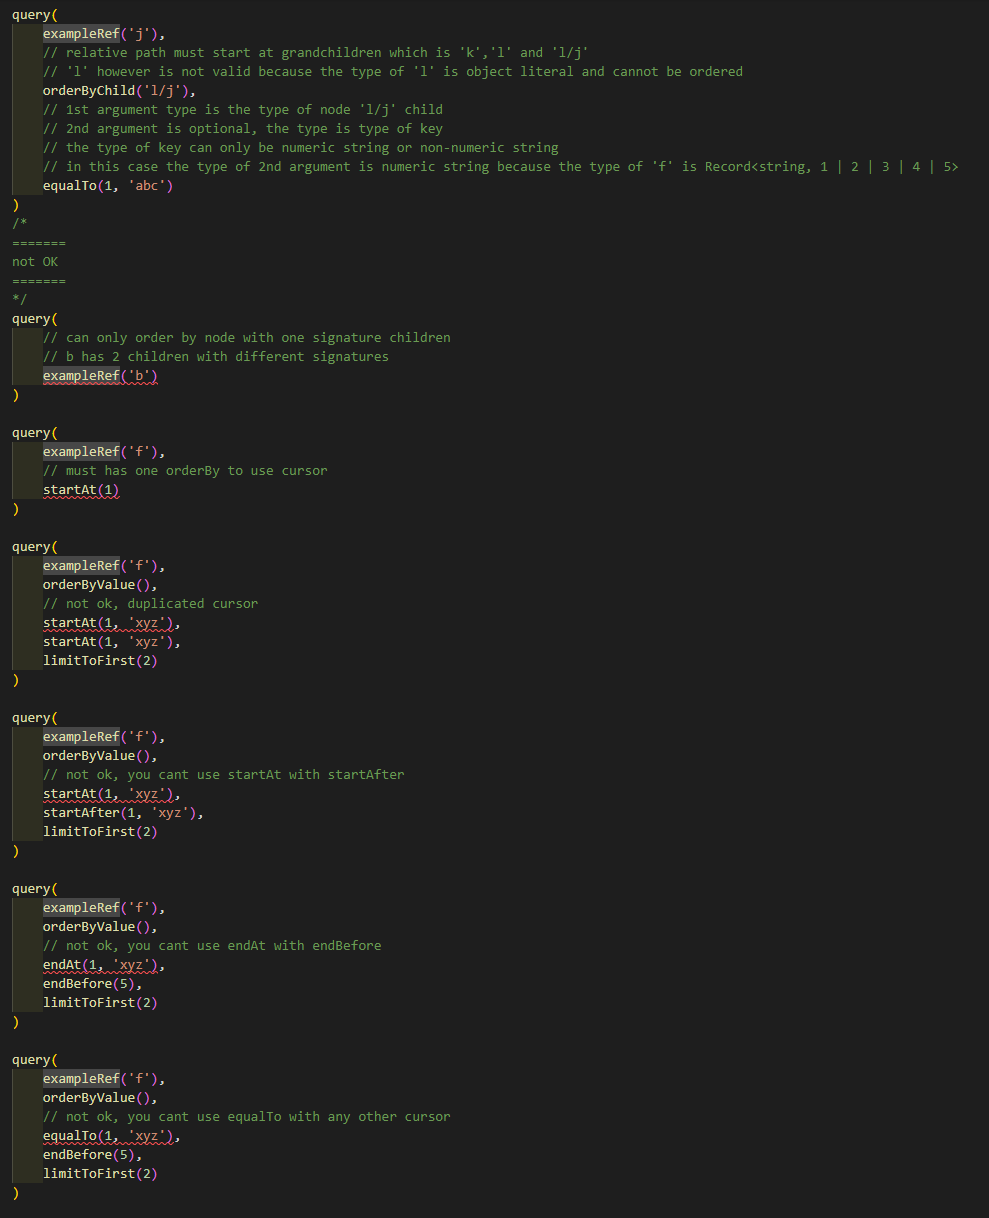 query(
exampleRef('j'),
// relative path must start at grandchildren which is 'k','l' and 'l/j'
// 'l' however is not valid because the type of 'l' is object literal and cannot be ordered
orderByChild('l/j'),
// 1st argument type is the type of node 'l/j' child
// 2nd argument is optional, the type is type of key
// the type of key can only be numeric string or non-numeric string
// in this case the type of 2nd argument is numeric string because the type of 'f' is Record<string, 1 | 2 | 3 | 4 | 5>
equalTo(1, 'abc')
)
/*
=======
not OK
=======
*/
query(
// can only order by node with one signature children
// b has 2 children with different signatures
exampleRef('b')
)
query(
exampleRef('f'),
// must has one orderBy to use cursor
startAt(1)
)
query(
exampleRef('f'),
orderByValue(),
// not ok, duplicated cursor
startAt(1, 'xyz'),
startAt(1, 'xyz'),
limitToFirst(2)
)
query(
exampleRef('f'),
orderByValue(),
// not ok, you cant use startAt with startAfter
startAt(1, 'xyz'),
startAfter(1, 'xyz'),
limitToFirst(2)
)
query(
exampleRef('f'),
orderByValue(),
// not ok, you cant use endAt with endBefore
endAt(1, 'xyz'),
endBefore(5),
limitToFirst(2)
)
query(
exampleRef('f'),
orderByValue(),
// not ok, you cant use equalTo with any other cursor
equalTo(1, 'xyz'),
endBefore(5),
limitToFirst(2)
)